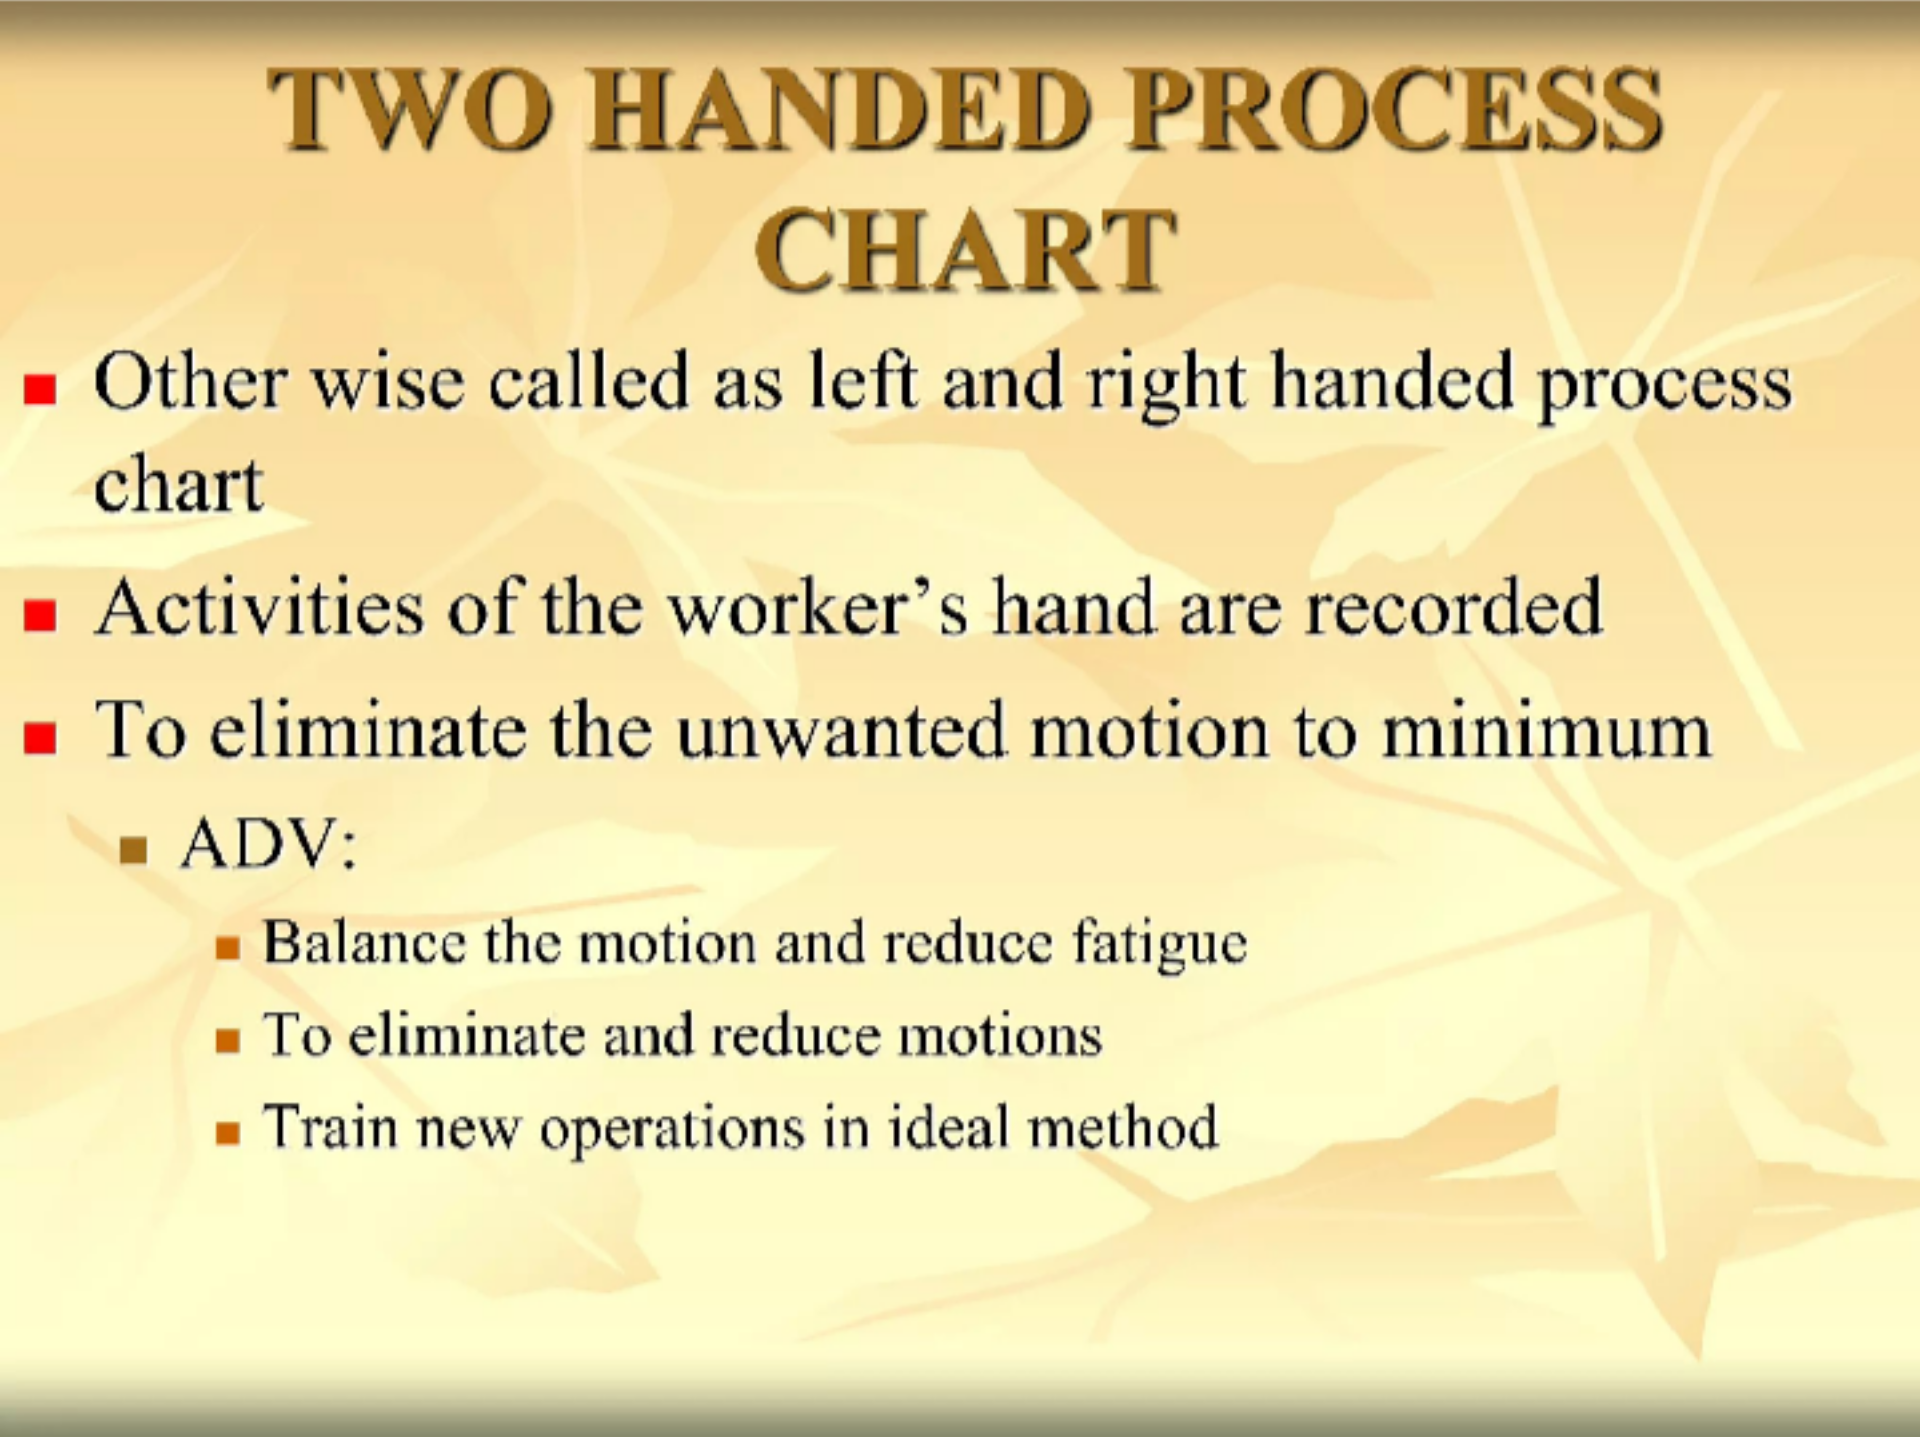 TWO HANDED PROCESS
CHART
Other wise called as left and right handed process
chart
Activities of the worker’s hand are recorded
To eliminate the unwanted motion to minimum
ADV:
Balance the motion and reduce fatigue
To eliminate and reduce motions
Train new operations in ideal method